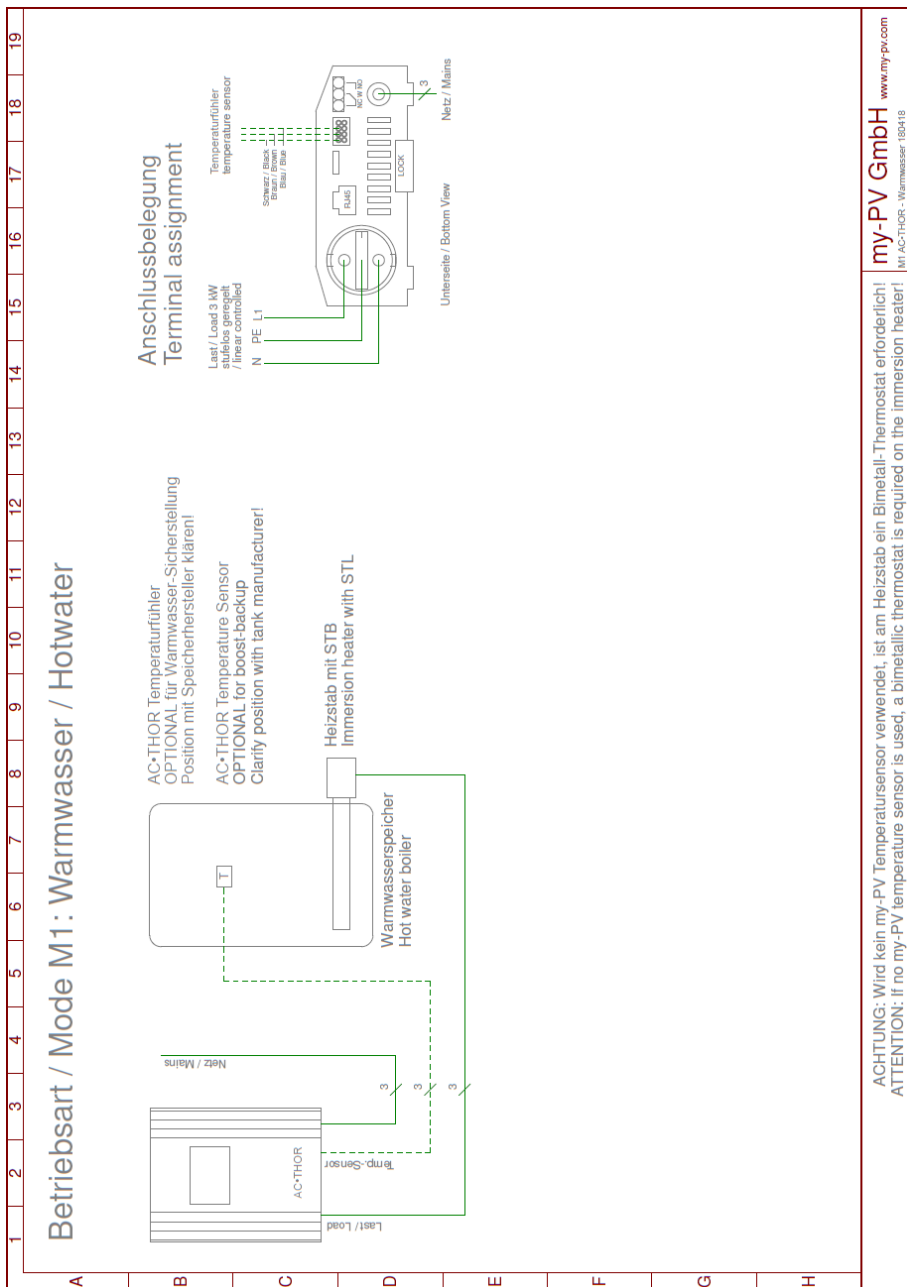 1 2 3 4 5 6 7 8 9 10 11 12 13 14 15 16 17 18 19
A
B
C
D
E
F
G
H
Betriebsart / Mode M1: Warmwasser / Hotwater
AC•THOR
Last / Load
Temp.-Sensor
Netz / Mains
3
3
3
T
AC•THOR Temperaturfühler
OPTIONAL für Warmwasser-Sicherstellung
Position mit Speicherhersteller klären!
AC•THOR Temperature Sensor
OPTIONAL for boost-backup
Clarify position with tank manufacturer!
Heizstab mit STB
Immersion heater with STL
Warmwasserspeicher
Hot water boiler
Anschlussbelegung
Terminal assignment
Last / Load 3 kW
stufelos geregelt
/ linear controlled
N PE L1
Temperaturfühler
temperature sensor
Schwarz / Black
Braun / Brown
Blau / Blue
RJ45
NC W NO
LOCK
3
Netz / Mains
Unterseite / Bottom View
ACHTUNG: Wird kein my-PV Temperatursensor verwendet, ist am Heizstab ein Bimetall-Thermostat erforderlich!
ATTENTION: If no my-PV temperature sensor is used, a bimetallic thermostat is required on the immersion heater!
my-PV GmbH www.my-pv.com
M1 AC•THOR - Warmwasser 180418